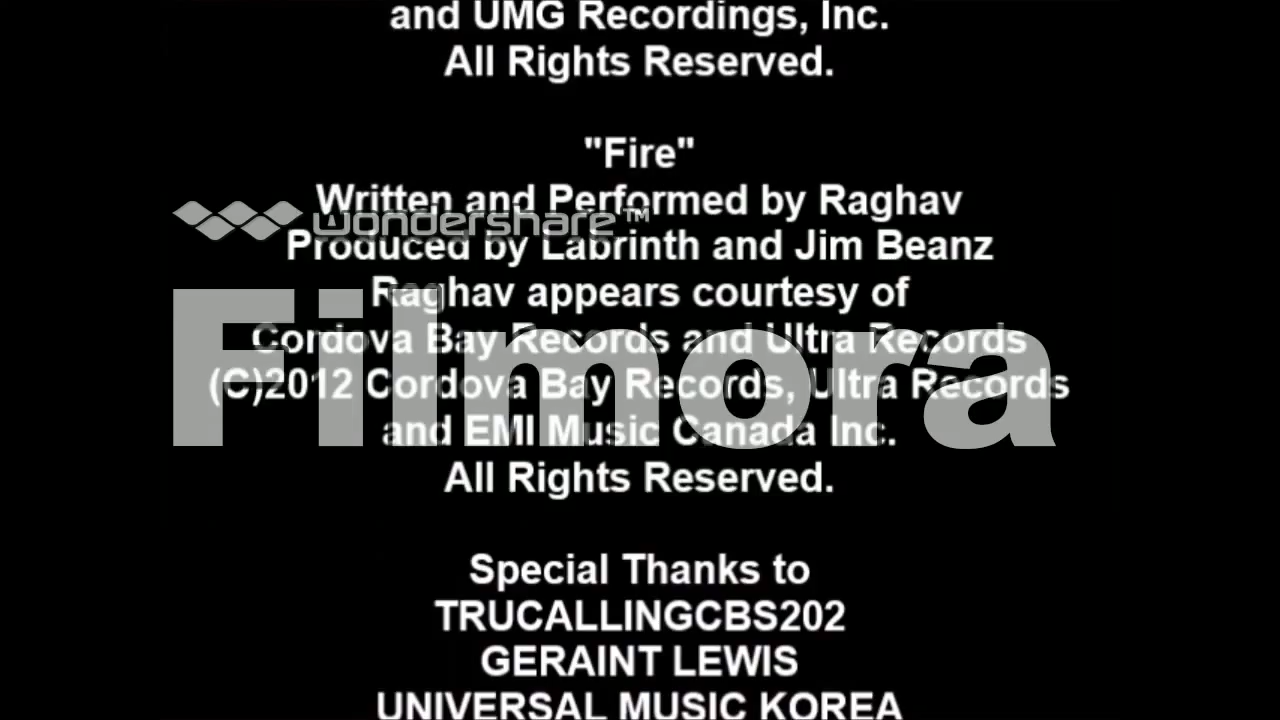 and UMG Recordings, Inc.
All Rights Reserved.
"Fire"
Written and Performed by Raghav
wondershare™
Produced by Labrinth and Jim Beanz
Raghav appears courtesy of
Filmora
Cordova Bay Records and Ultra Records
(C)2012 Cordova Bay Records, Ultra Records
and EMI Music Canada Inc.
All Rights Reserved.
Special Thanks to
TRUCALLINGCBS202
GERAINT LEWIS
UNIVERSAL MUSIC KOREA